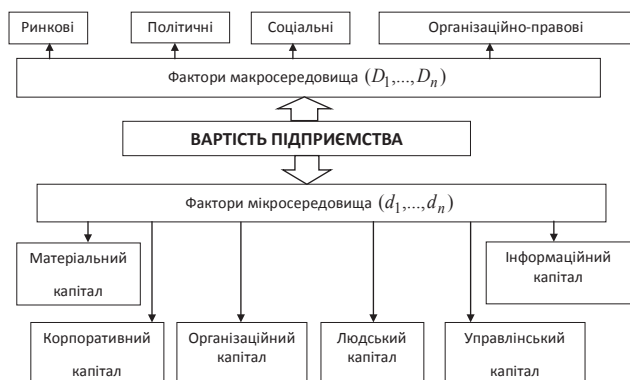 Ринкові
Політичні
Соціальні
Організаційно-правові
Фактори макросередовища (D₁,...,Dₙ)
ВАРТІСТЬ ПІДПРИЄМСТВА
Фактори мікросередовища (d₁,...,dₙ)
Матеріальний
капітал
Інформаційний
капітал
Корпоративний
капітал
Організаційний
капітал
Людський
капітал
Управлінський
капітал